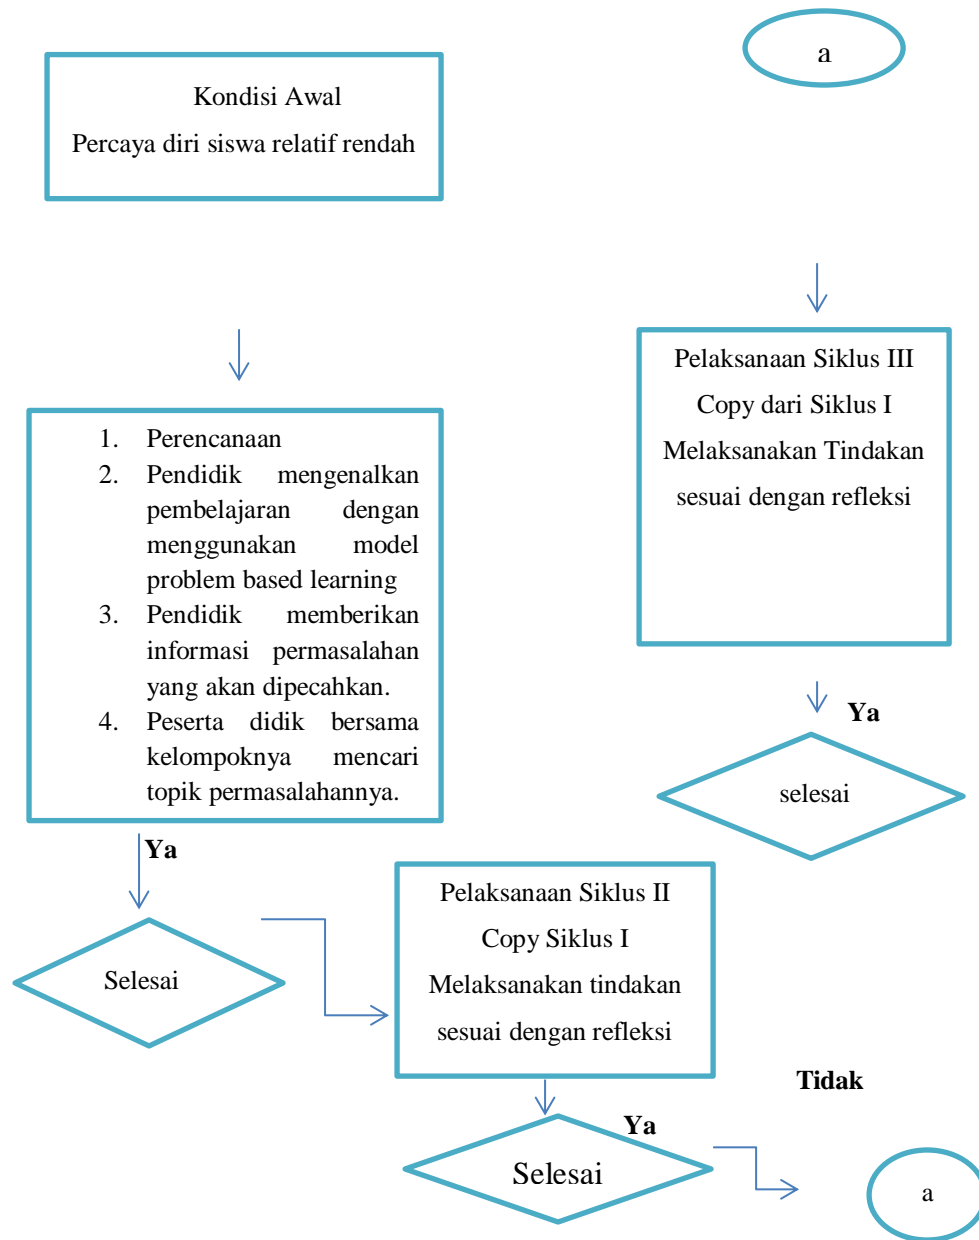 Kondisi Awal
Percaya diri siswa relatif rendah
1. Perencanaan
2. Pendidik mengenalkan
pembelajaran dengan
menggunakan model
problem based learning
3. Pendidik memberikan
informasi permasalahan
yang akan dipecahkan.
4. Peserta didik bersama
kelompoknya mencari
topik permasalahannya.
Ya
Selesai
Pelaksanaan Siklus II
Copy Siklus I
Melaksanakan tindakan
sesuai dengan refleksi
Ya
Selesai
Tidak
a
a
Pelaksanaan Siklus III
Copy dari Siklus I
Melaksanakan Tindakan
sesuai dengan refleksi
Ya
selesai